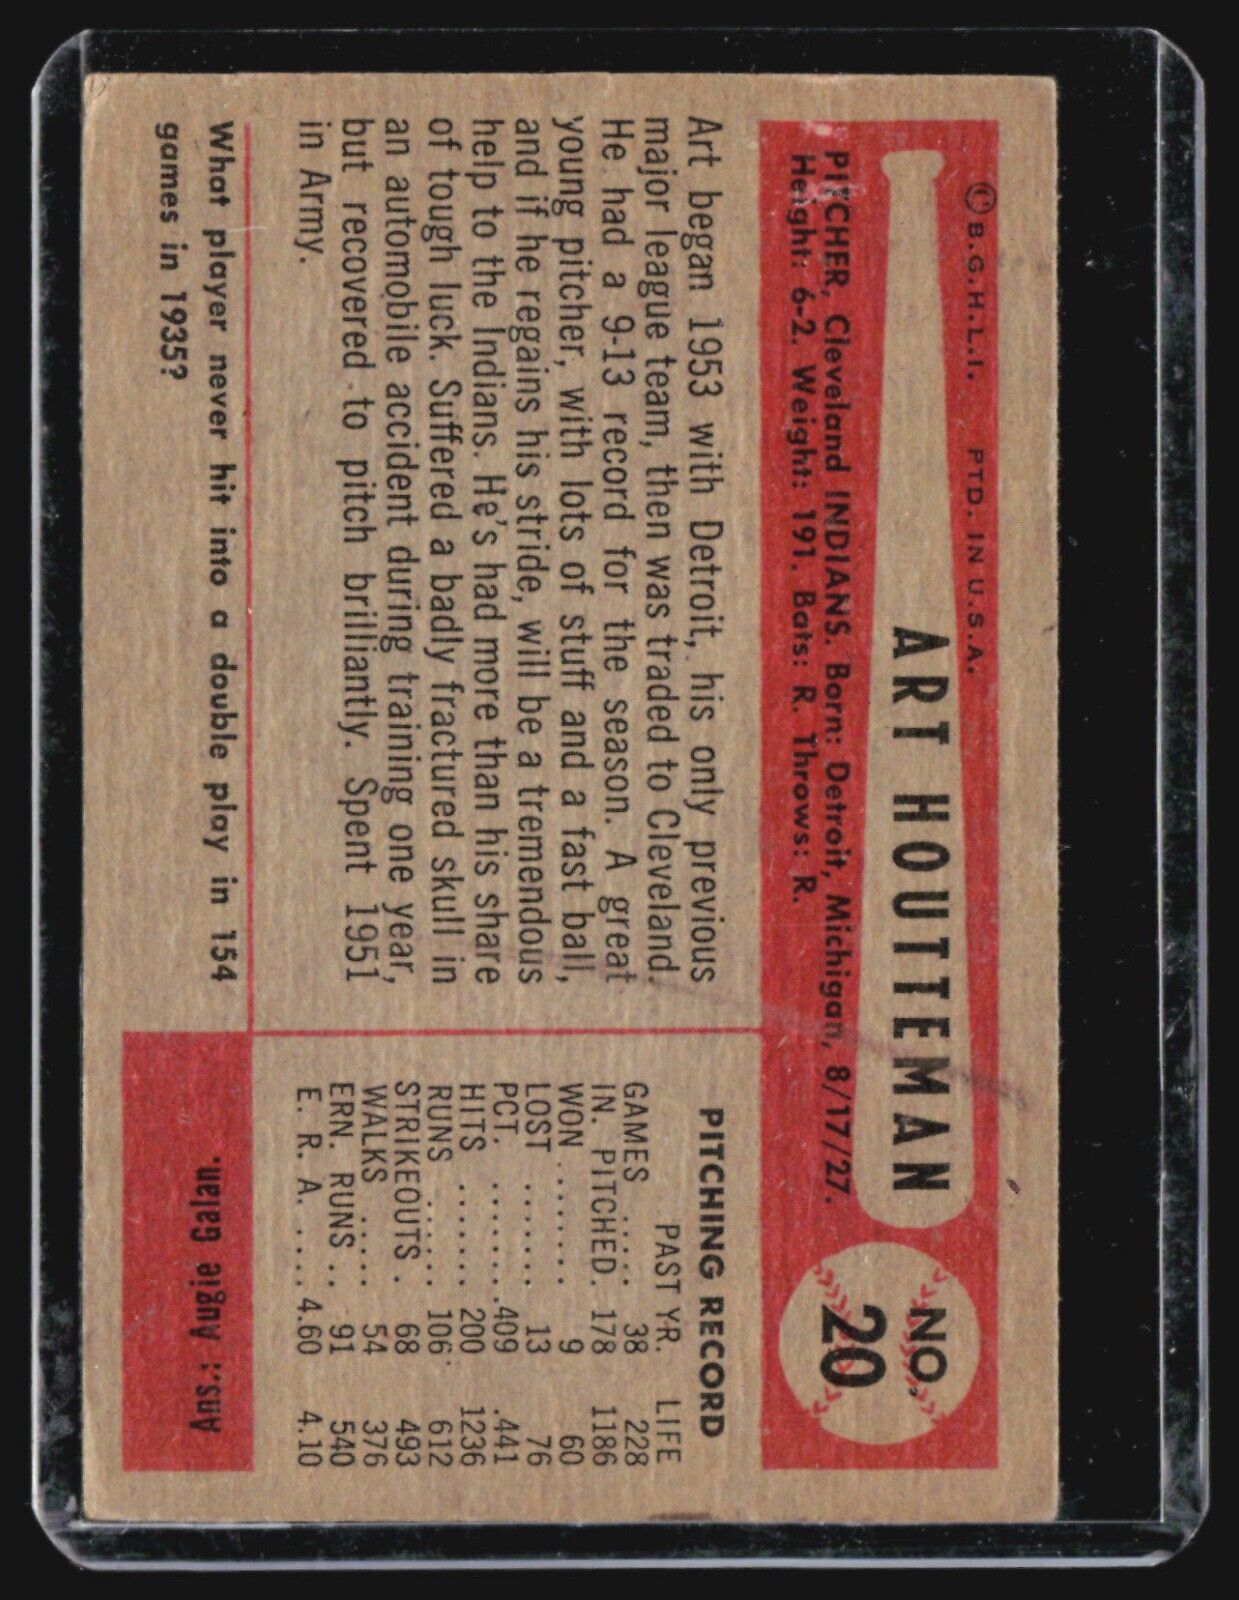 ©B.G.H.L.I. PTD. IN U.S.A.
ART HOUTTEMAN
NO.
20
PITCHER, Cleveland INDIANS. Born: Detroit, Michigan, 8/17/27.
Height: 6-2. Weight: 191. Bats: R. Throws: R.
Art began 1953 with Detroit, his only previous
major league team, then was traded to Cleveland.
He had a 9-13 record for the season. A great
young pitcher, with lots of stuff and a fast ball,
and if he regains his stride, will be a tremendous
help to the Indians. He's had more than his share
of tough luck. Suffered a badly fractured skull in
an automobile accident during training one year,
but recovered to pitch brilliantly. Spent 1951
in Army.
PITCHING RECORD
PAST YR. LIFE
GAMES ..... 38 228
IN. PITCHED. 178 1186
WON ........ 9 60
LOST ....... 13 76
PCT. .......409 .441
HITS ....... 200 1236
RUNS ...... 106 612
STRIKEOUTS . 68 493
WALKS ..... 54 376
ERN. RUNS .. 91 540
E. R. A. ....4.60 4.10
What player never hit into a double play in 154
games in 1935?
Ans.: Augie Galan.